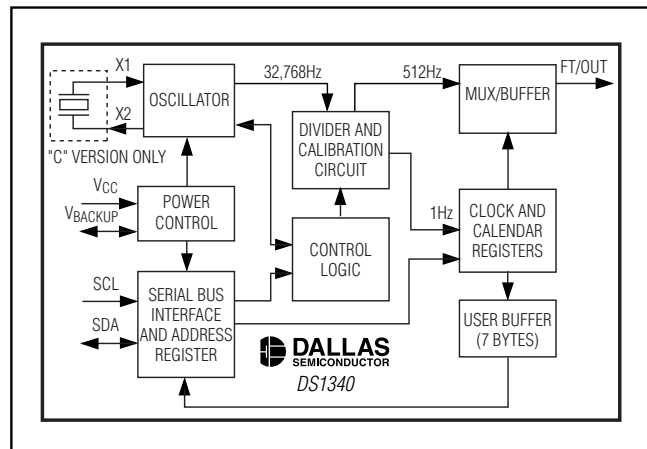 X1
X2
"C" VERSION ONLY
OSCILLATOR
32,768Hz
512Hz
MUX/BUFFER
FT/OUT
DIVIDER AND
CALIBRATION
CIRCUIT
VCC
VBACKUP
POWER
CONTROL
CONTROL
LOGIC
1Hz
CLOCK AND
CALENDAR
REGISTERS
SCL
SDA
SERIAL BUS
INTERFACE
AND ADDRESS
REGISTER
USER BUFFER
(7 BYTES)
DALLAS
SEMICONDUCTOR
DS1340